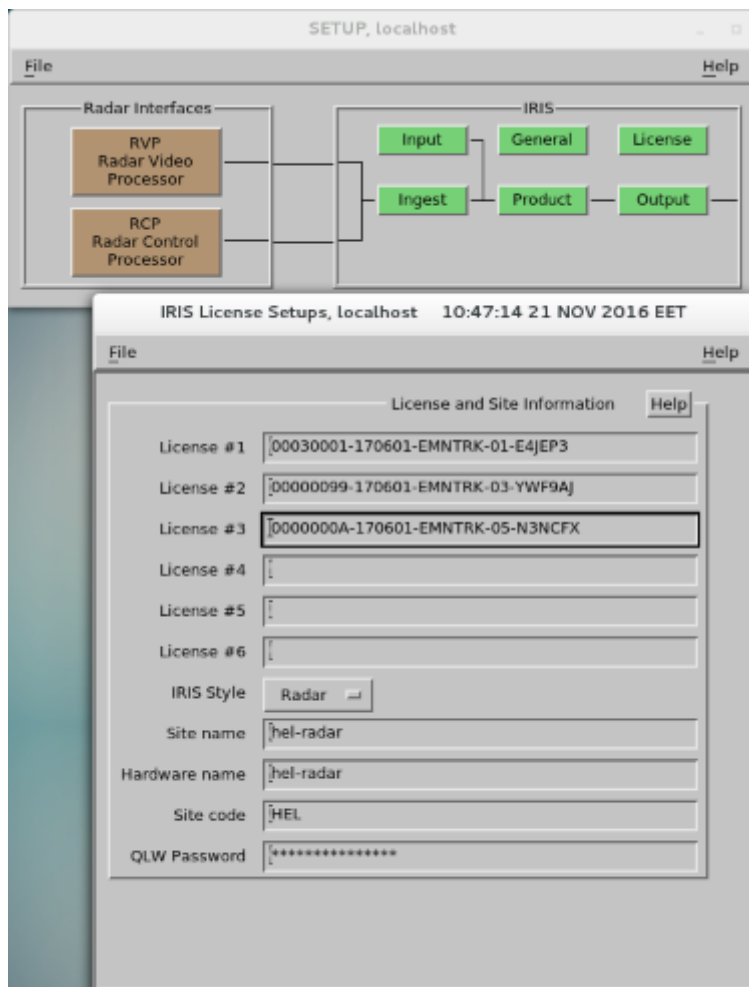 SETUP, localhost
File Help
Radar Interfaces
RVP
Radar Video
Processor
RCP
Radar Control
Processor
IRIS
Input General License
Ingest Product Output
IRIS License Setups, localhost 10:47:14 21 NOV 2016 EET
File Help
License and Site Information Help
License #1 00030001-170601-EMNTRK-01-E4JEP3
License #2 00000099-170601-EMNTRK-03-YWF9AJ
License #3 0000000A-170601-EMNTRK-05-N3NCFX
License #4
License #5
License #6
IRIS Style Radar
Site name hel-radar
Hardware name hel-radar
Site code HEL
QLW Password ***************